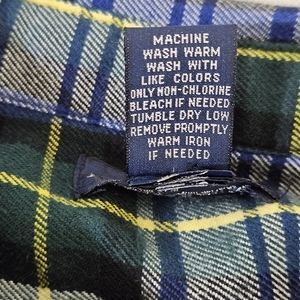 MACHINE
WASH WARM
WASH WITH
LIKE COLORS
ONLY NON-CHLORINE
BLEACH IF NEEDED
TUMBLE DRY LOW
REMOVE PROMPTLY
WARM IRON
IF NEEDED